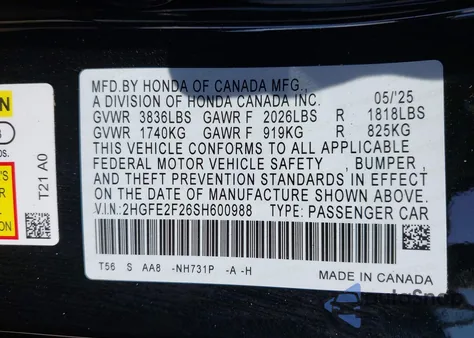 MFD.BY HONDA OF CANADA MFG.,
A DIVISION OF HONDA CANADA INC. 05/'25
GVWR 3836LBS GAWR F 2026LBS R 1818LBS
GVWR 1740KG GAWR F 919KG R 825KG
THIS VEHICLE CONFORMS TO ALL APPLICABLE
FEDERAL MOTOR VEHICLE SAFETY , BUMPER ,
AND THEFT PREVENTION STANDARDS IN EFFECT
ON THE DATE OF MANUFACTURE SHOWN ABOVE.
V.I.N:2HGFE2F26SH600988 TYPE: PASSENGER CAR
T56 S AA8 -NH731P -A -H
MADE IN CANADA
T21 A0
AutoSnap